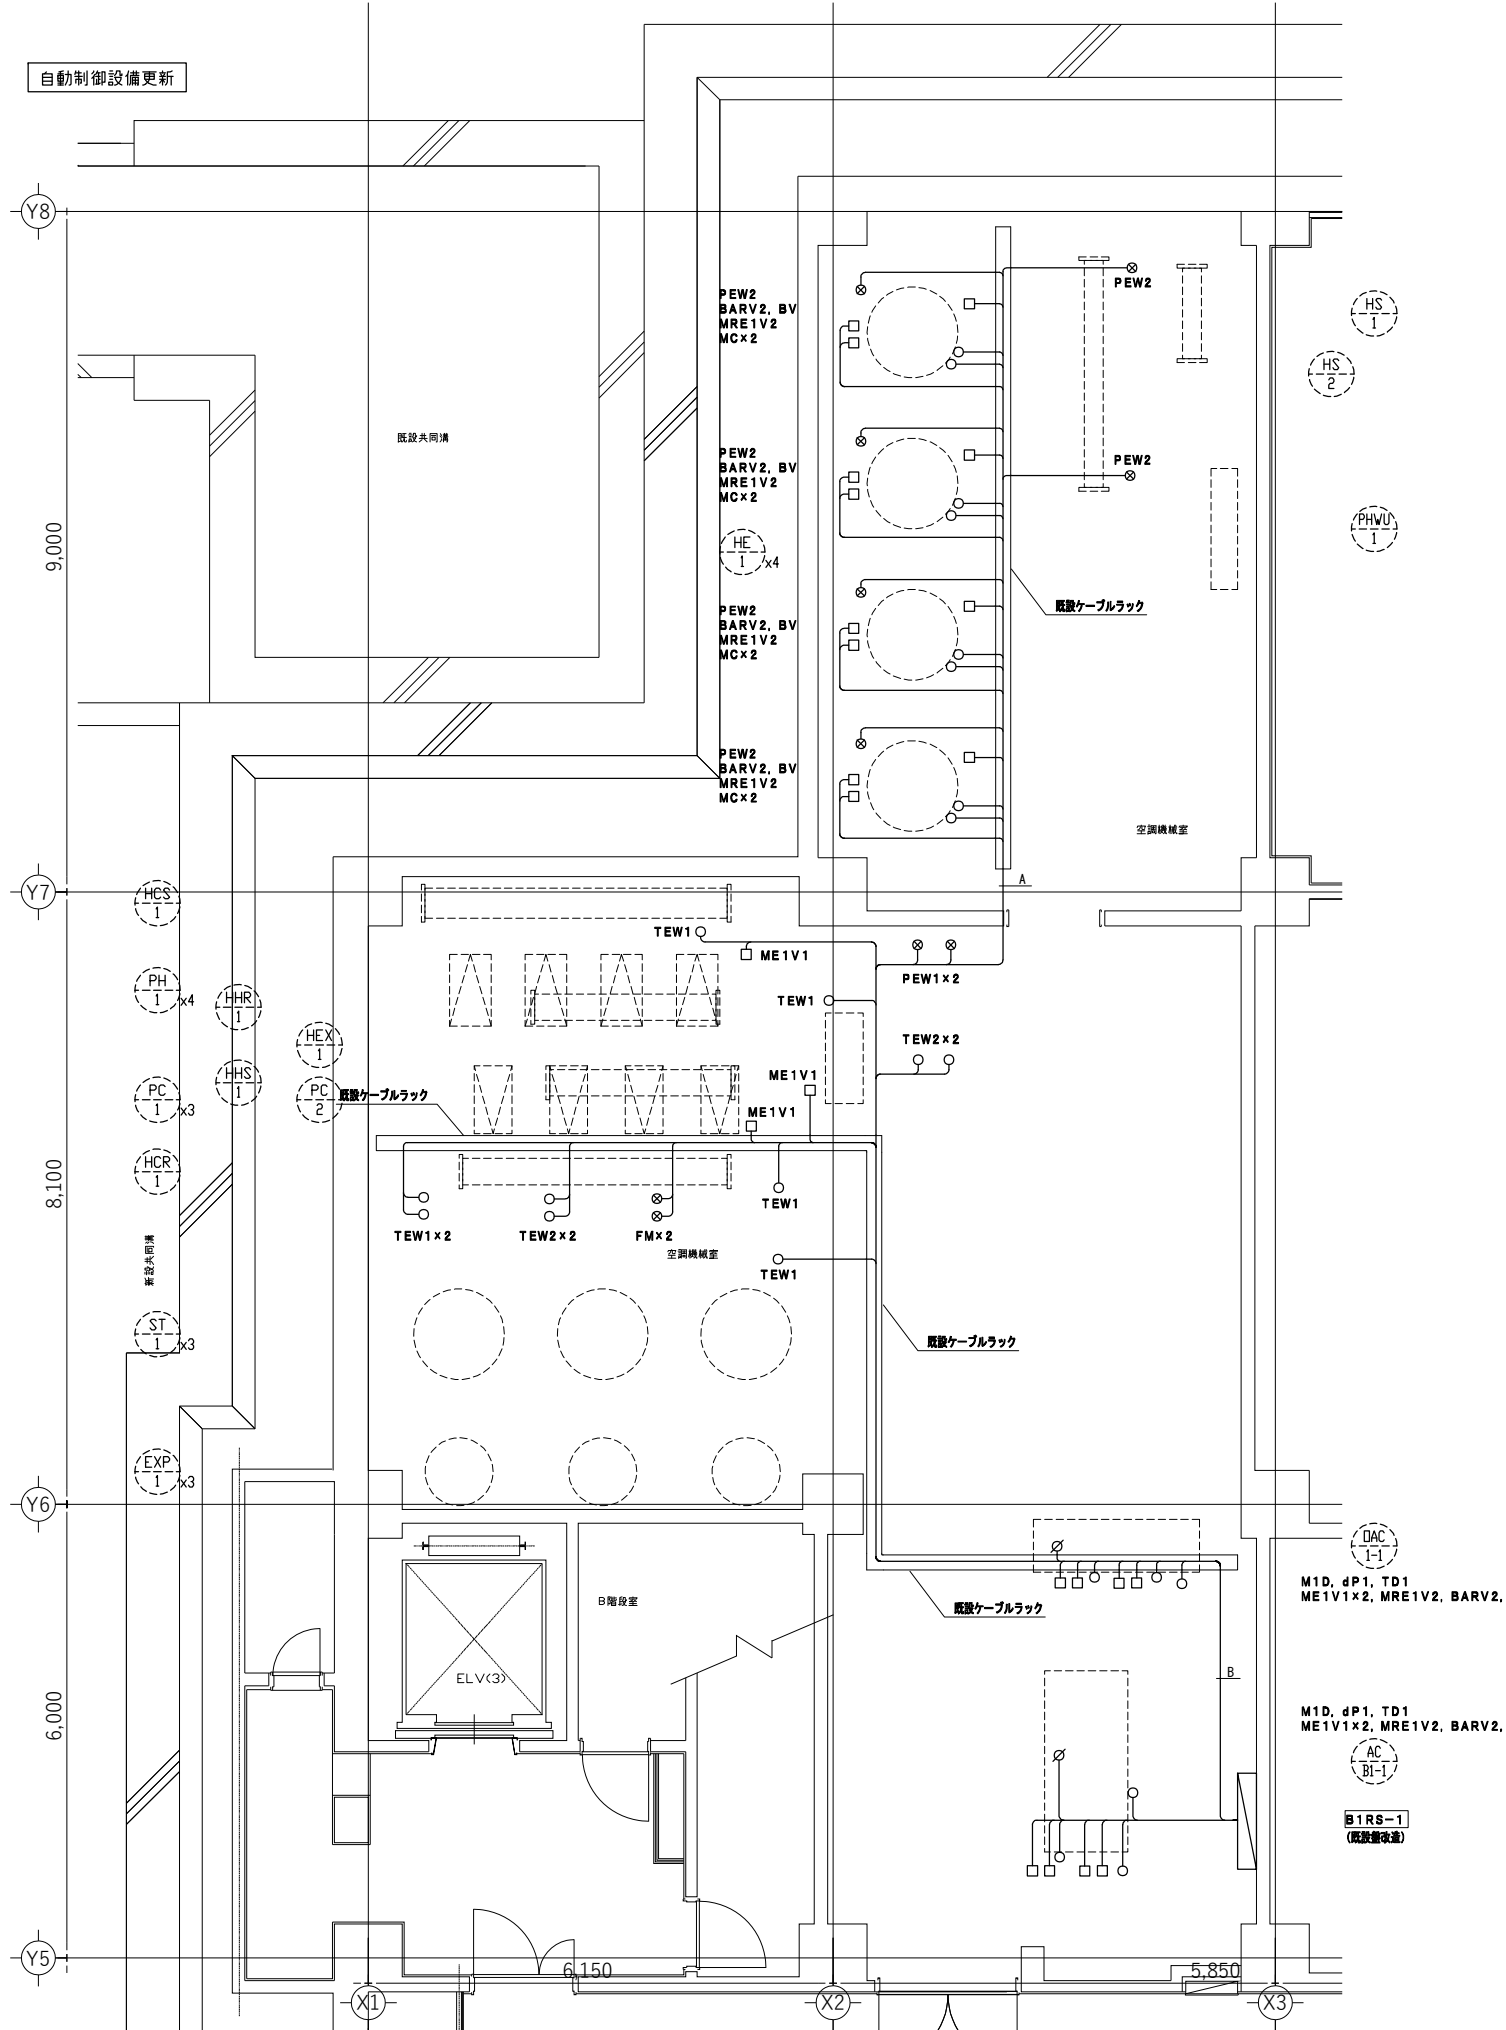 自動制御設備更新
Y8
PEW2
BARV2, BV
MRE1V2
MC×2
PEW2
HS
1
HS
2
既設共同溝
PEW2
BARV2, BV
MRE1V2
MC×2
PEW2
9,000
HE
1
x4
PHWU
1
PEW2
BARV2, BV
MRE1V2
MC×2
既設ケーブルラック
PEW2
BARV2, BV
MRE1V2
MC×2
空調機械室
Y7
A
HCS
1
TEW1
ME1V1
PEW1×2
PH
1
x4
HHR
1
TEW1
HEX
1
TEW2×2
HHS
1
ME1V1
PC
1
x3
PC
2
既設ケーブルラック
ME1V1
HCR
1
8,100
TEW1
TEW1×2
TEW2×2
FM×2
空調機械室
新設共同溝
TEW1
ST
1
x3
既設ケーブルラック
EXP
1
x3
Y6
OAC
1-1
M1D, dP1, TD1
ME1V1×2, MRE1V2, BARV2,
B階段室
既設ケーブルラック
ELV(3)
B
6,000
M1D, dP1, TD1
ME1V1×2, MRE1V2, BARV2,
AC
B1-1
B1RS-1
(既設盤改造)
Y5
6,150
5,850
X1
X2
X3